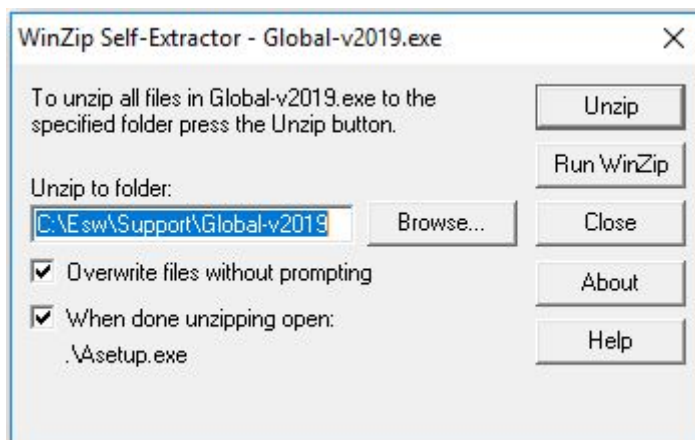 WinZip Self-Extractor - Global-v2019.exe
To unzip all files in Global-v2019.exe to the
specified folder press the Unzip button.
Unzip to folder:
C:\Esw\Support\Global-v2019
Browse...
Overwrite files without prompting
When done unzipping open:
.\Asetup.exe
Unzip
Run WinZip
Close
About
Help